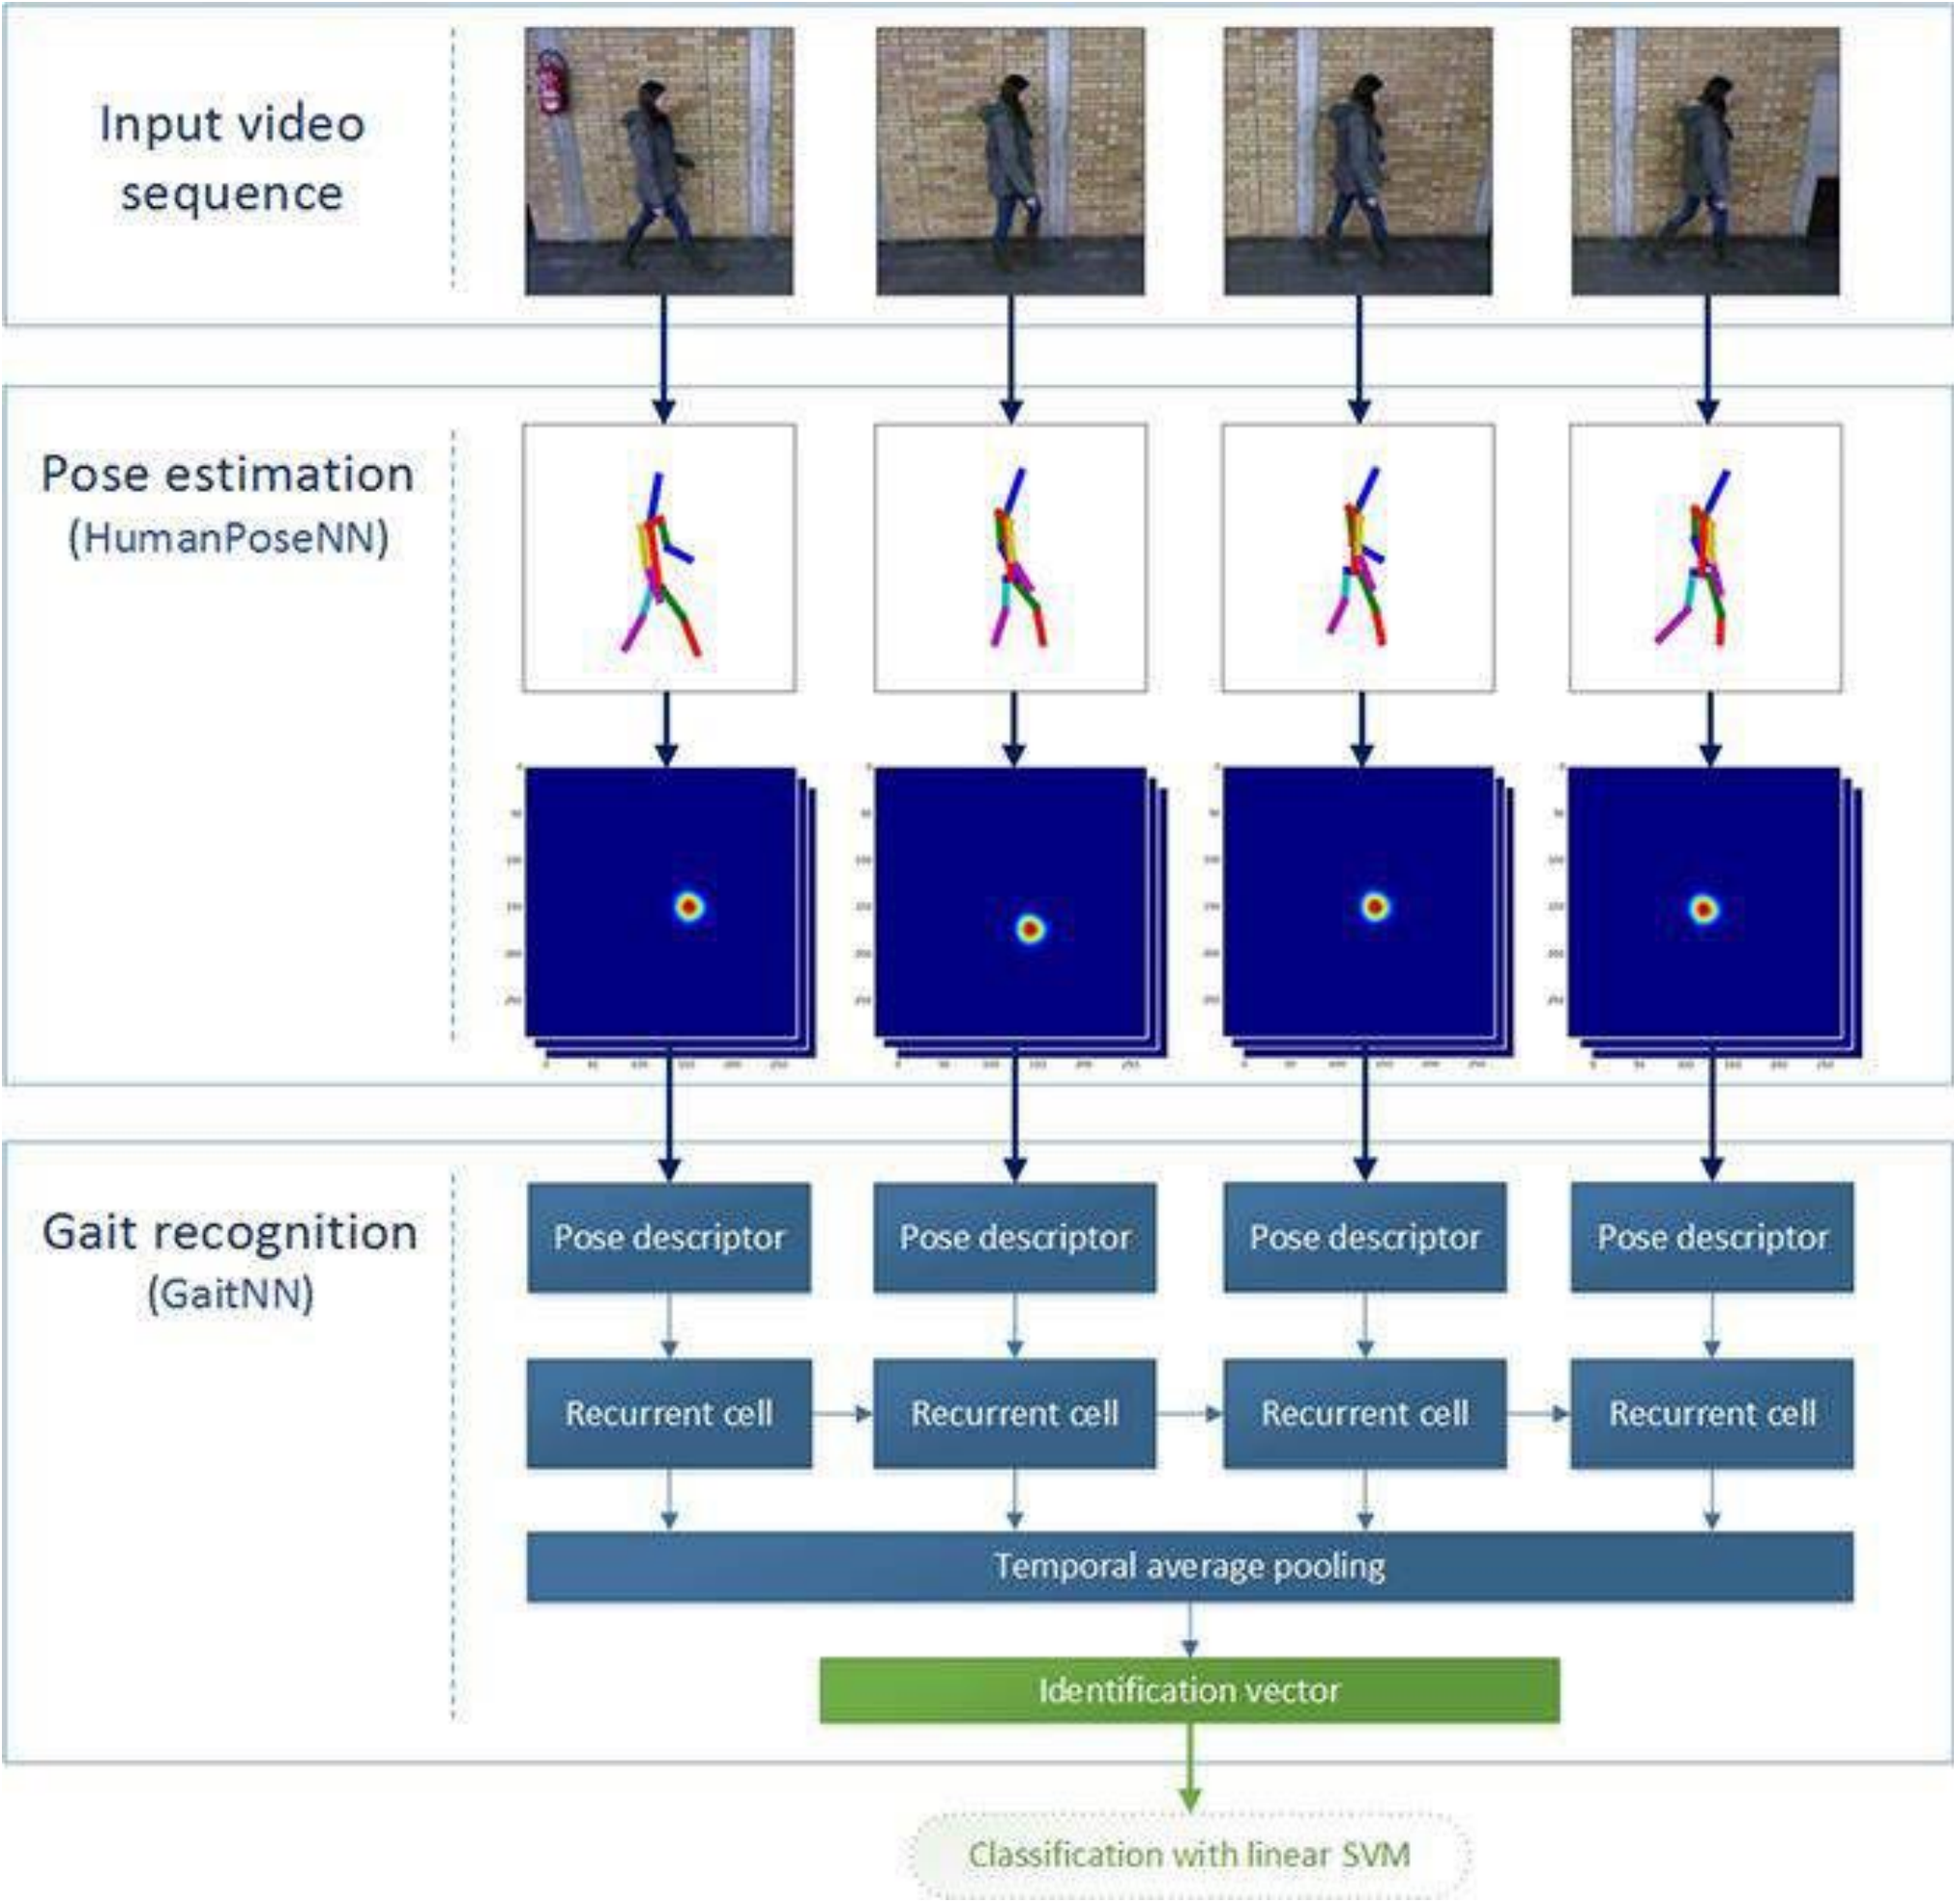 Input video
sequence
Pose estimation
(HumanPoseNN)
Gait recognition
(GaitNN)
Pose descriptor
Pose descriptor
Pose descriptor
Pose descriptor
Recurrent cell
Recurrent cell
Recurrent cell
Recurrent cell
Temporal average pooling
Identification vector
Classification with linear SVM